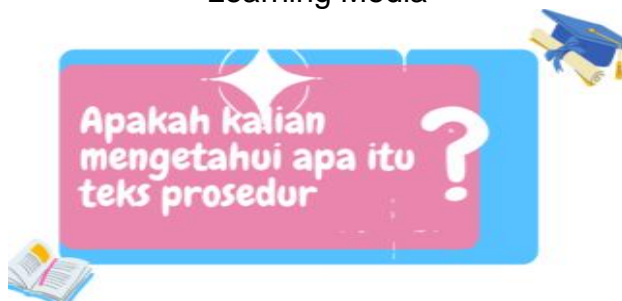 Learning Media
Apakah kalian
mengetahui apa itu
teks prosedur
?